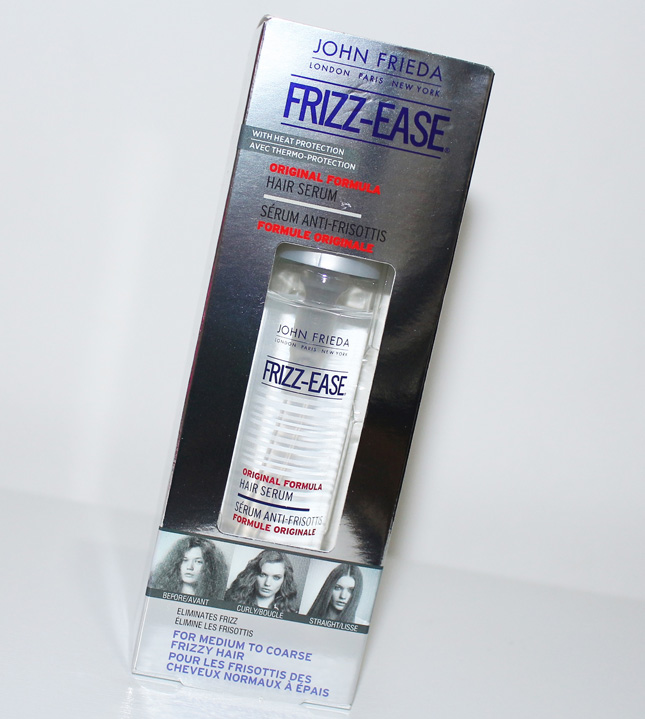 JOHN FRIEDA
LONDON PARIS NEW YORK
FRIZZ-EASE®
WITH HEAT PROTECTION
AVEC THERMO-PROTECTION
ORIGINAL FORMULA
HAIR SERUM
SÉRUM ANTI-FRISOTTIS
FORMULE ORIGINALE
JOHN FRIEDA
LONDON PARIS NEW YORK
FRIZZ-EASE®
ORIGINAL FORMULA
HAIR SERUM
SÉRUM ANTI-FRISOTTIS
FORMULE ORIGINALE
BEFORE/AVANT
CURLY/BOUCLÉ
STRAIGHT/LISSE
ELIMINATES FRIZZ
ÉLIMINE LES FRISOTTIS
FOR MEDIUM TO COARSE
FRIZZY HAIR
POUR LES FRISOTTIS DES
CHEVEUX NORMAUX À ÉPAIS